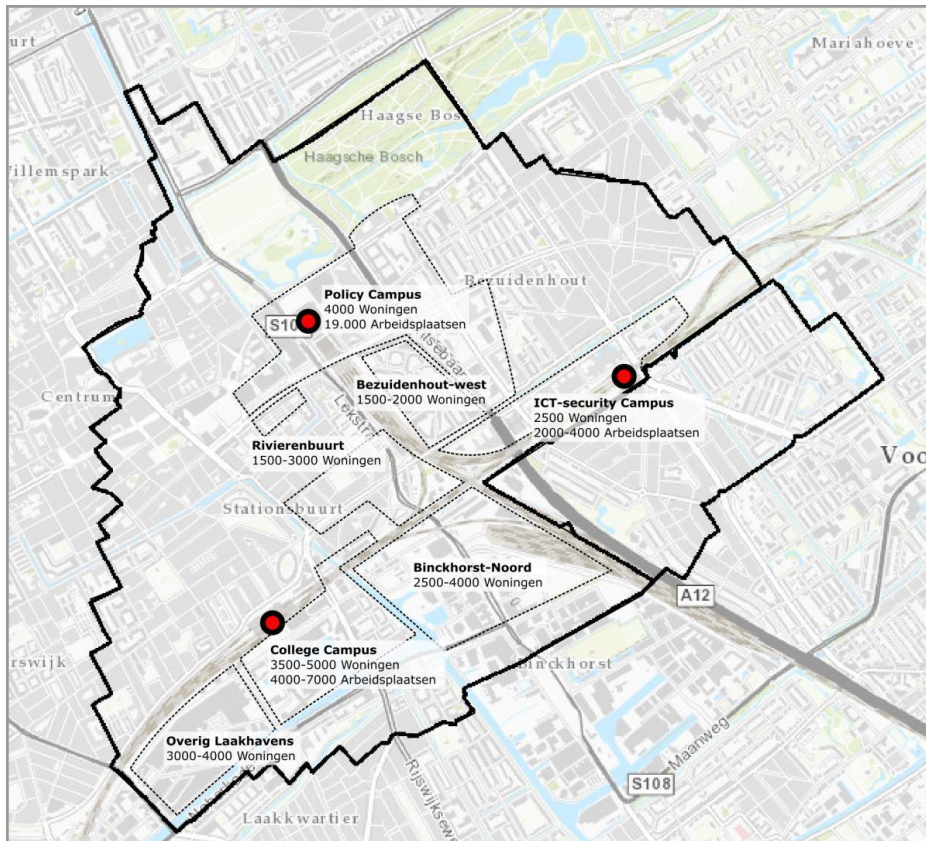 Mariahoeve
Haagse Bos
Haagsche Bosch
Willemspark
Bezuidenhout
Policy Campus
4000 Woningen
19.000 Arbeidsplaatsen
Bezuidenhout-west
1500-2000 Woningen
ICT-security Campus
2500 Woningen
2000-4000 Arbeidsplaatsen
Centrum
Rivierenbuurt
1500-3000 Woningen
Voo
Stationsbuurt
Binckhorst-Noord
2500-4000 Woningen
A12
College Campus
3500-5000 Woningen
4000-7000 Arbeidsplaatsen
erswijk
Binckhorst
Overig Laakhavens
3000-4000 Woningen
Maanweg
S108
Rijswijksewe
Laakkwartier